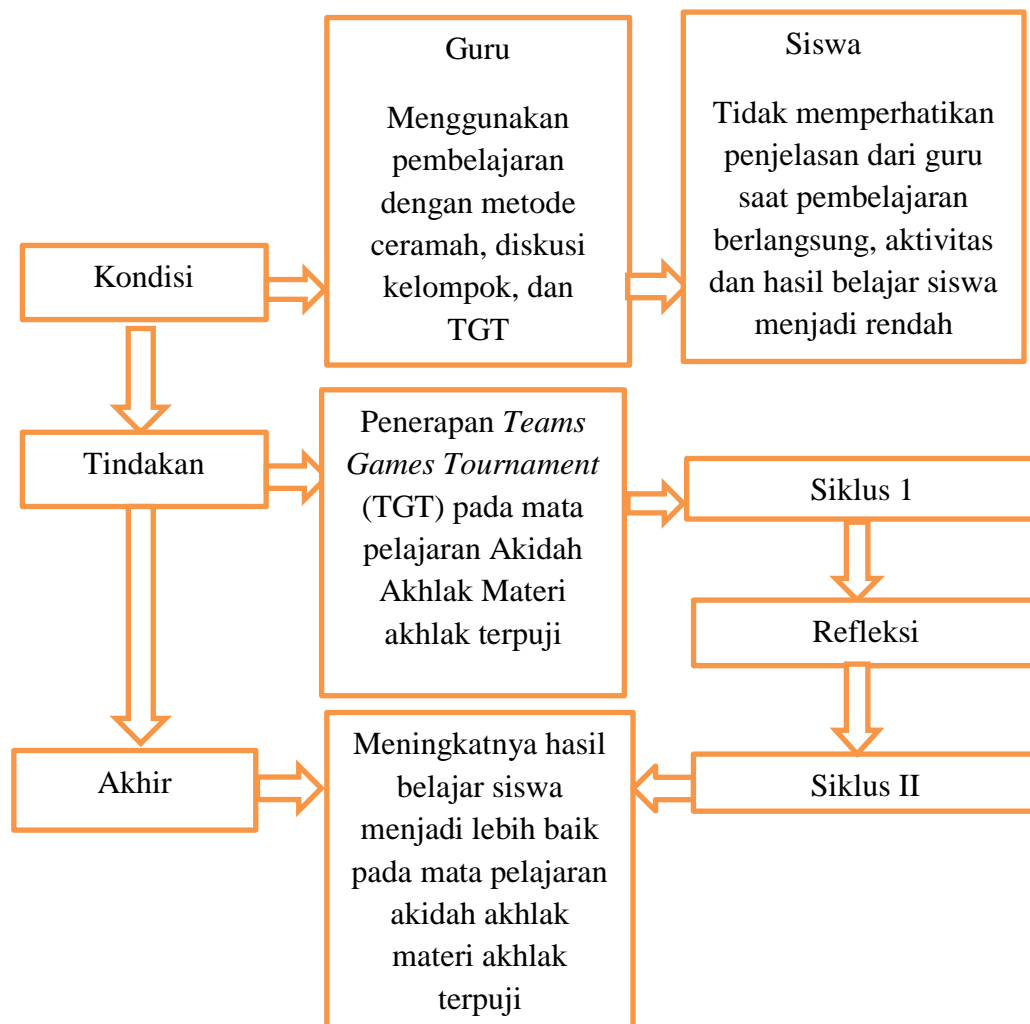 Guru
Menggunakan
pembelajaran
dengan metode
ceramah, diskusi
kelompok, dan
TGT
Siswa
Tidak memperhatikan
penjelasan dari guru
saat pembelajaran
berlangsung, aktivitas
dan hasil belajar siswa
menjadi rendah
Kondisi
Tindakan
Penerapan Teams
Games Tournament
(TGT) pada mata
pelajaran Akidah
Akhlak Materi
akhlak terpuji
Siklus 1
Refleksi
Siklus II
Akhir
Meningkatnya hasil
belajar siswa
menjadi lebih baik
pada mata pelajaran
akidah akhlak
materi akhlak
terpuji